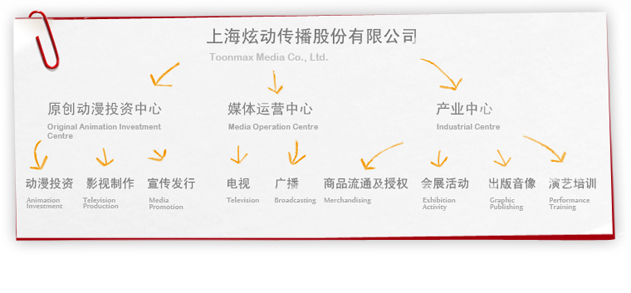 上海炫动传播股份有限公司
Toonmax Media Co., Ltd.
原创动漫投资中心
Original Animation Investment
Centre
媒体运营中心
Media Operation Centre
产业中心
Industrial Centre
动漫投资
Animation
Investment
影视制作
Television
Production
宣传发行
Media
Promotion
电视
Television
广播
Broadcasting
商品流通及授权
Merchandising
会展活动
Exhibition
Activity
出版音像
Graphic
Publishing
演艺培训
Performance
Training